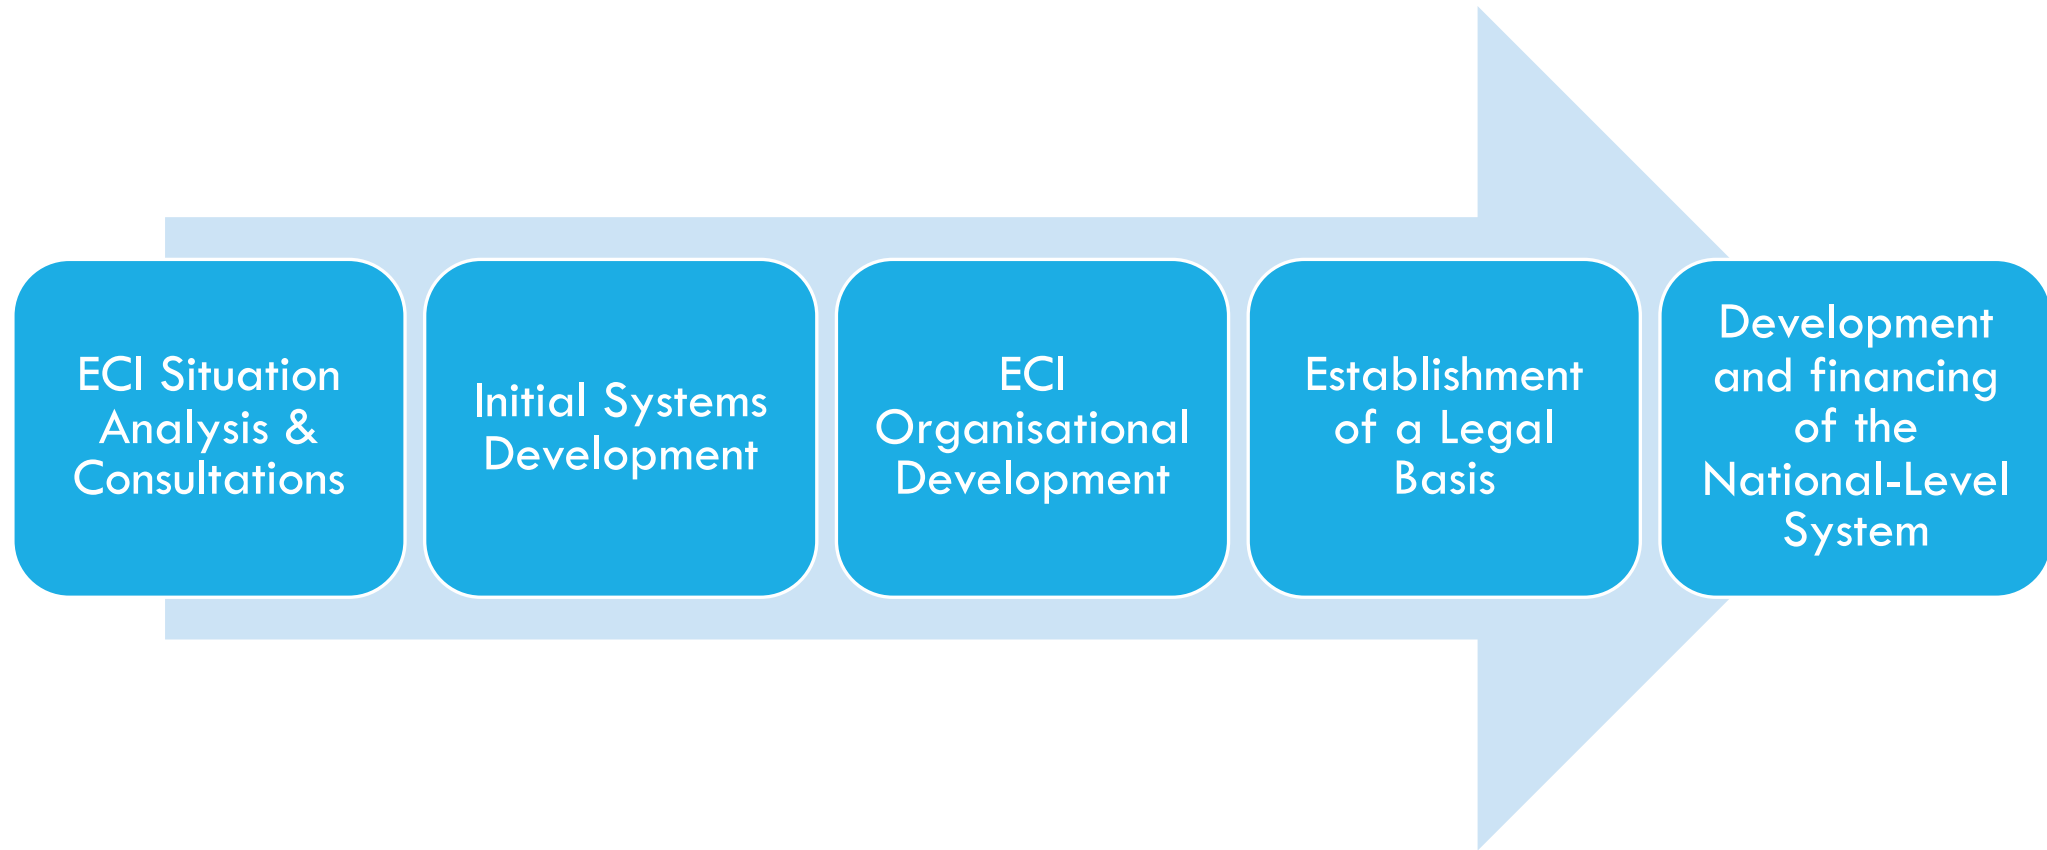 ECI Situation
Analysis &
Consultations
Initial Systems
Development
ECI
Organisational
Development
Establishment
of a Legal
Basis
Development
and financing
of the
National-Level
System